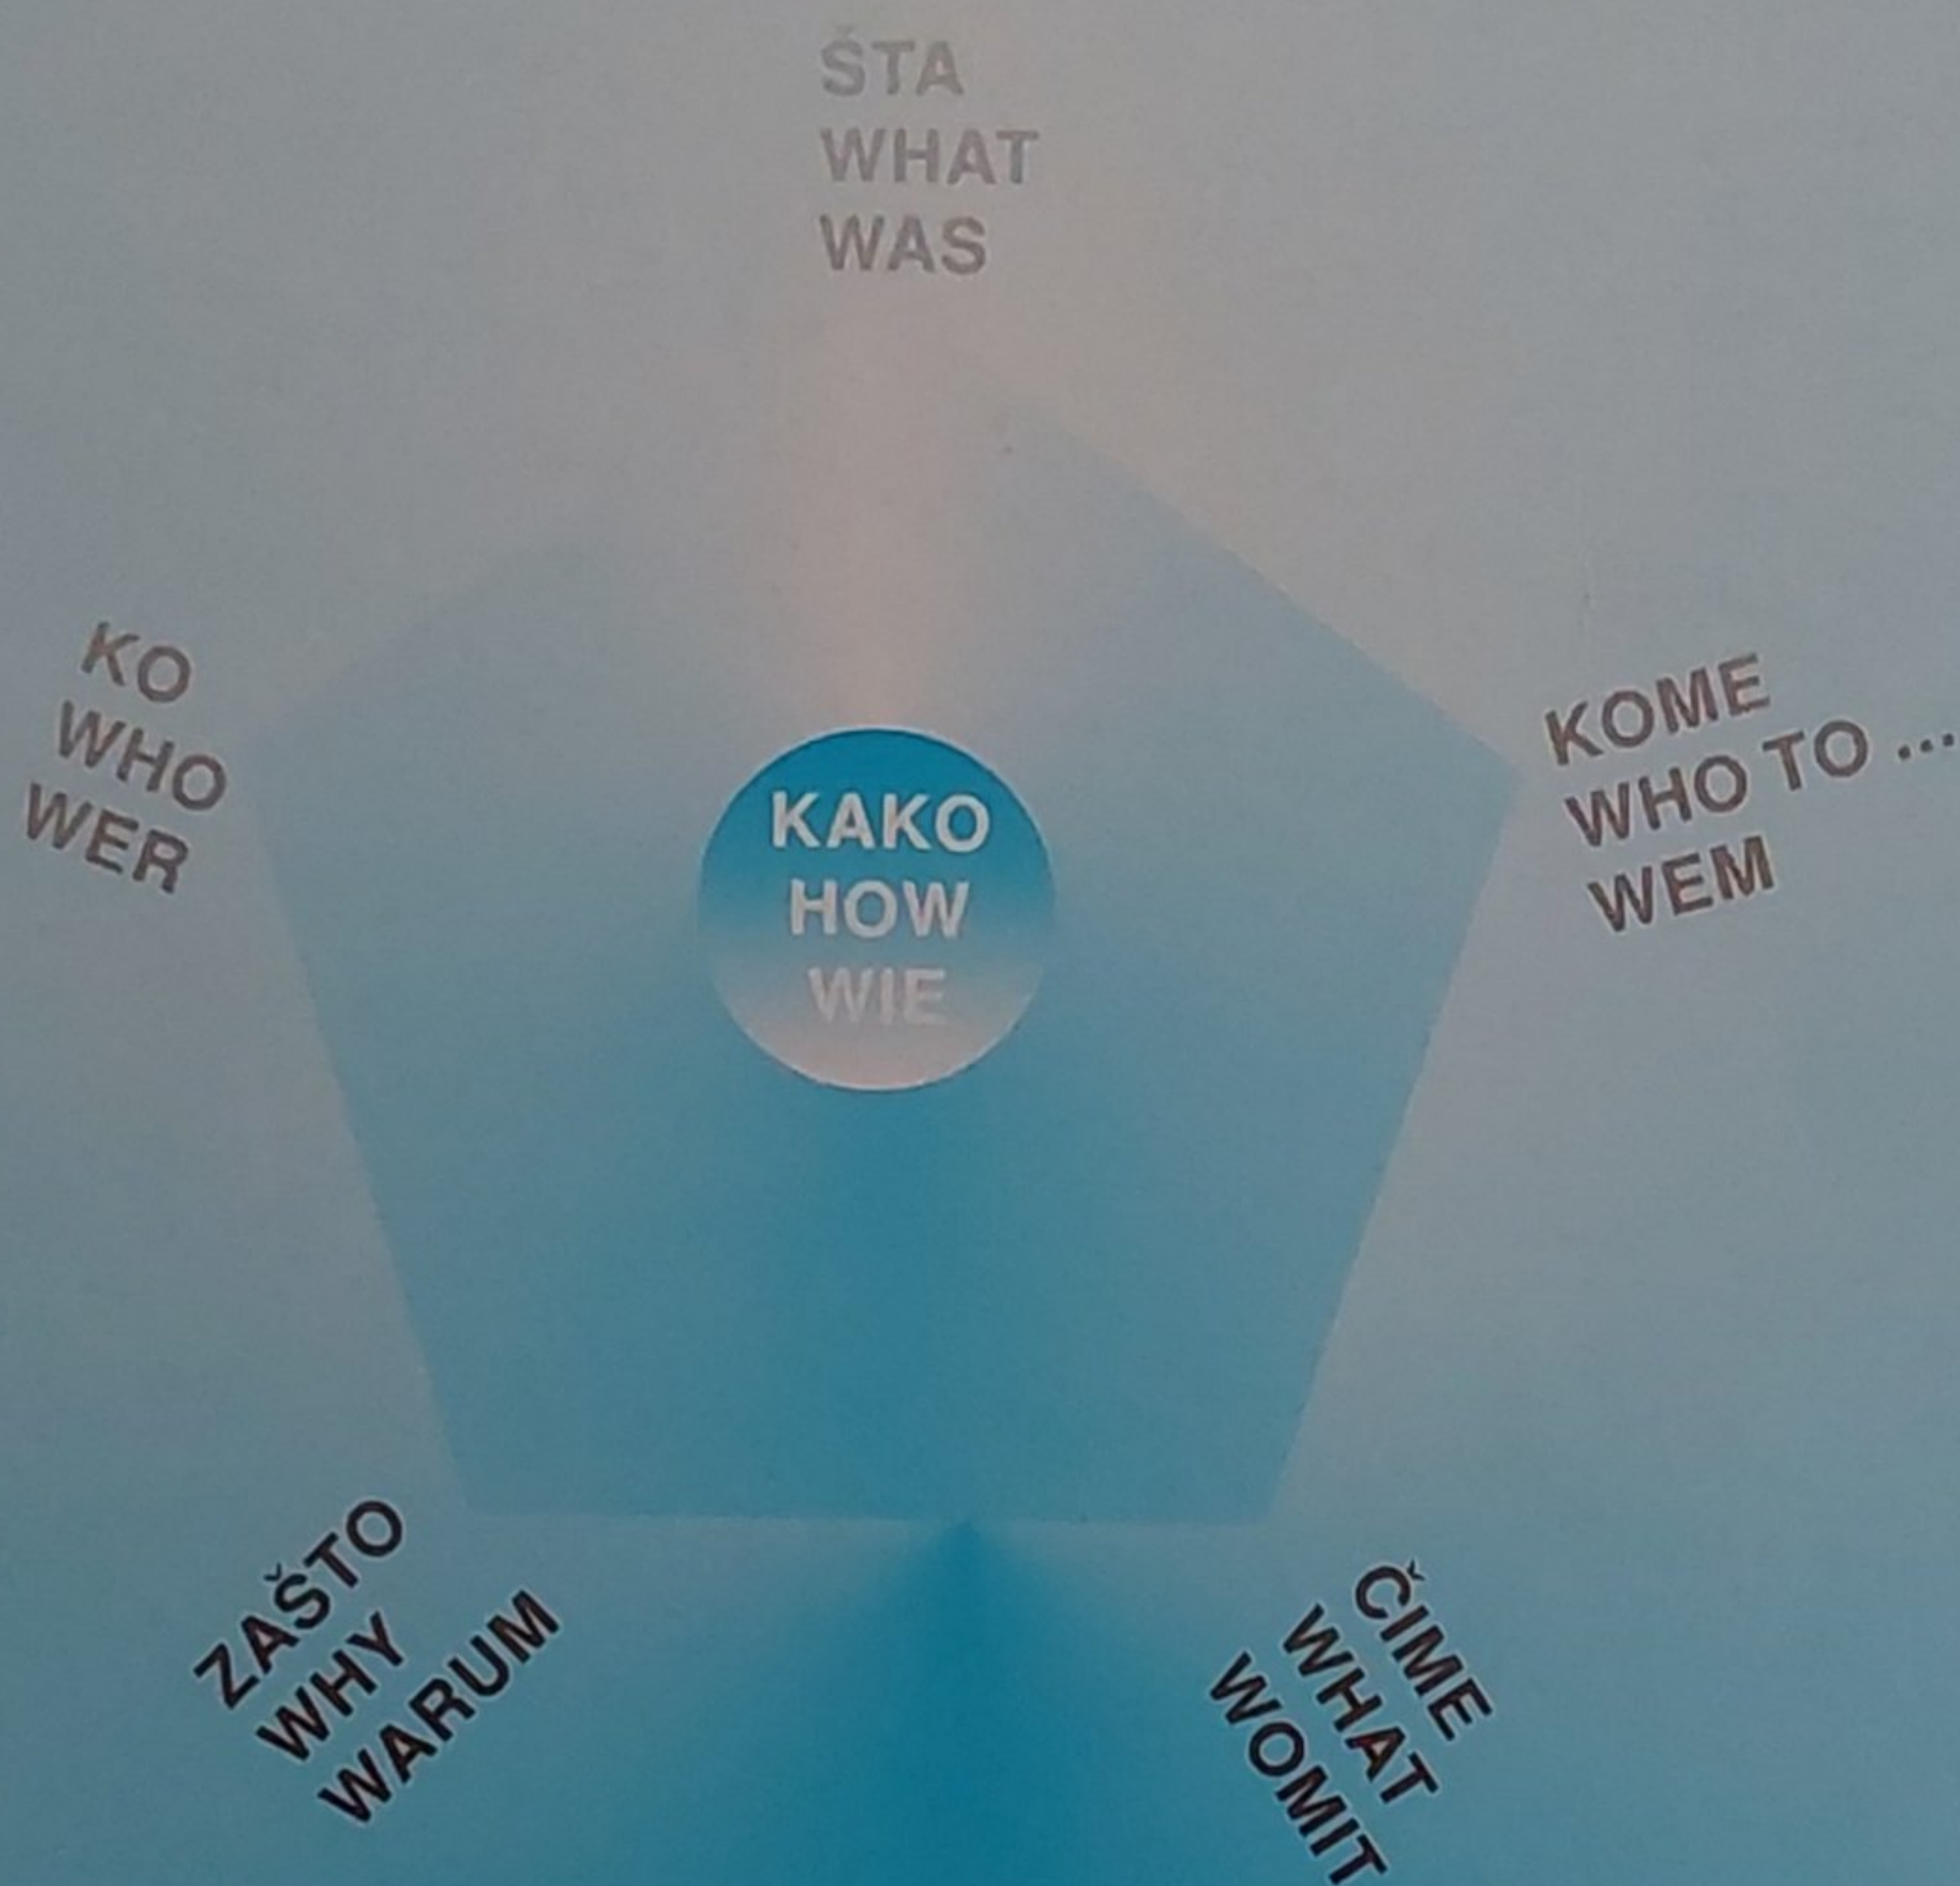 ŠTA
WHAT
WAS
KO
WHO
WER
KOME
WHO TO ...
WEM
KAKO
HOW
WIE
ZAŠTO
WHY
WARUM
ČIME
WHAT
WOMIT